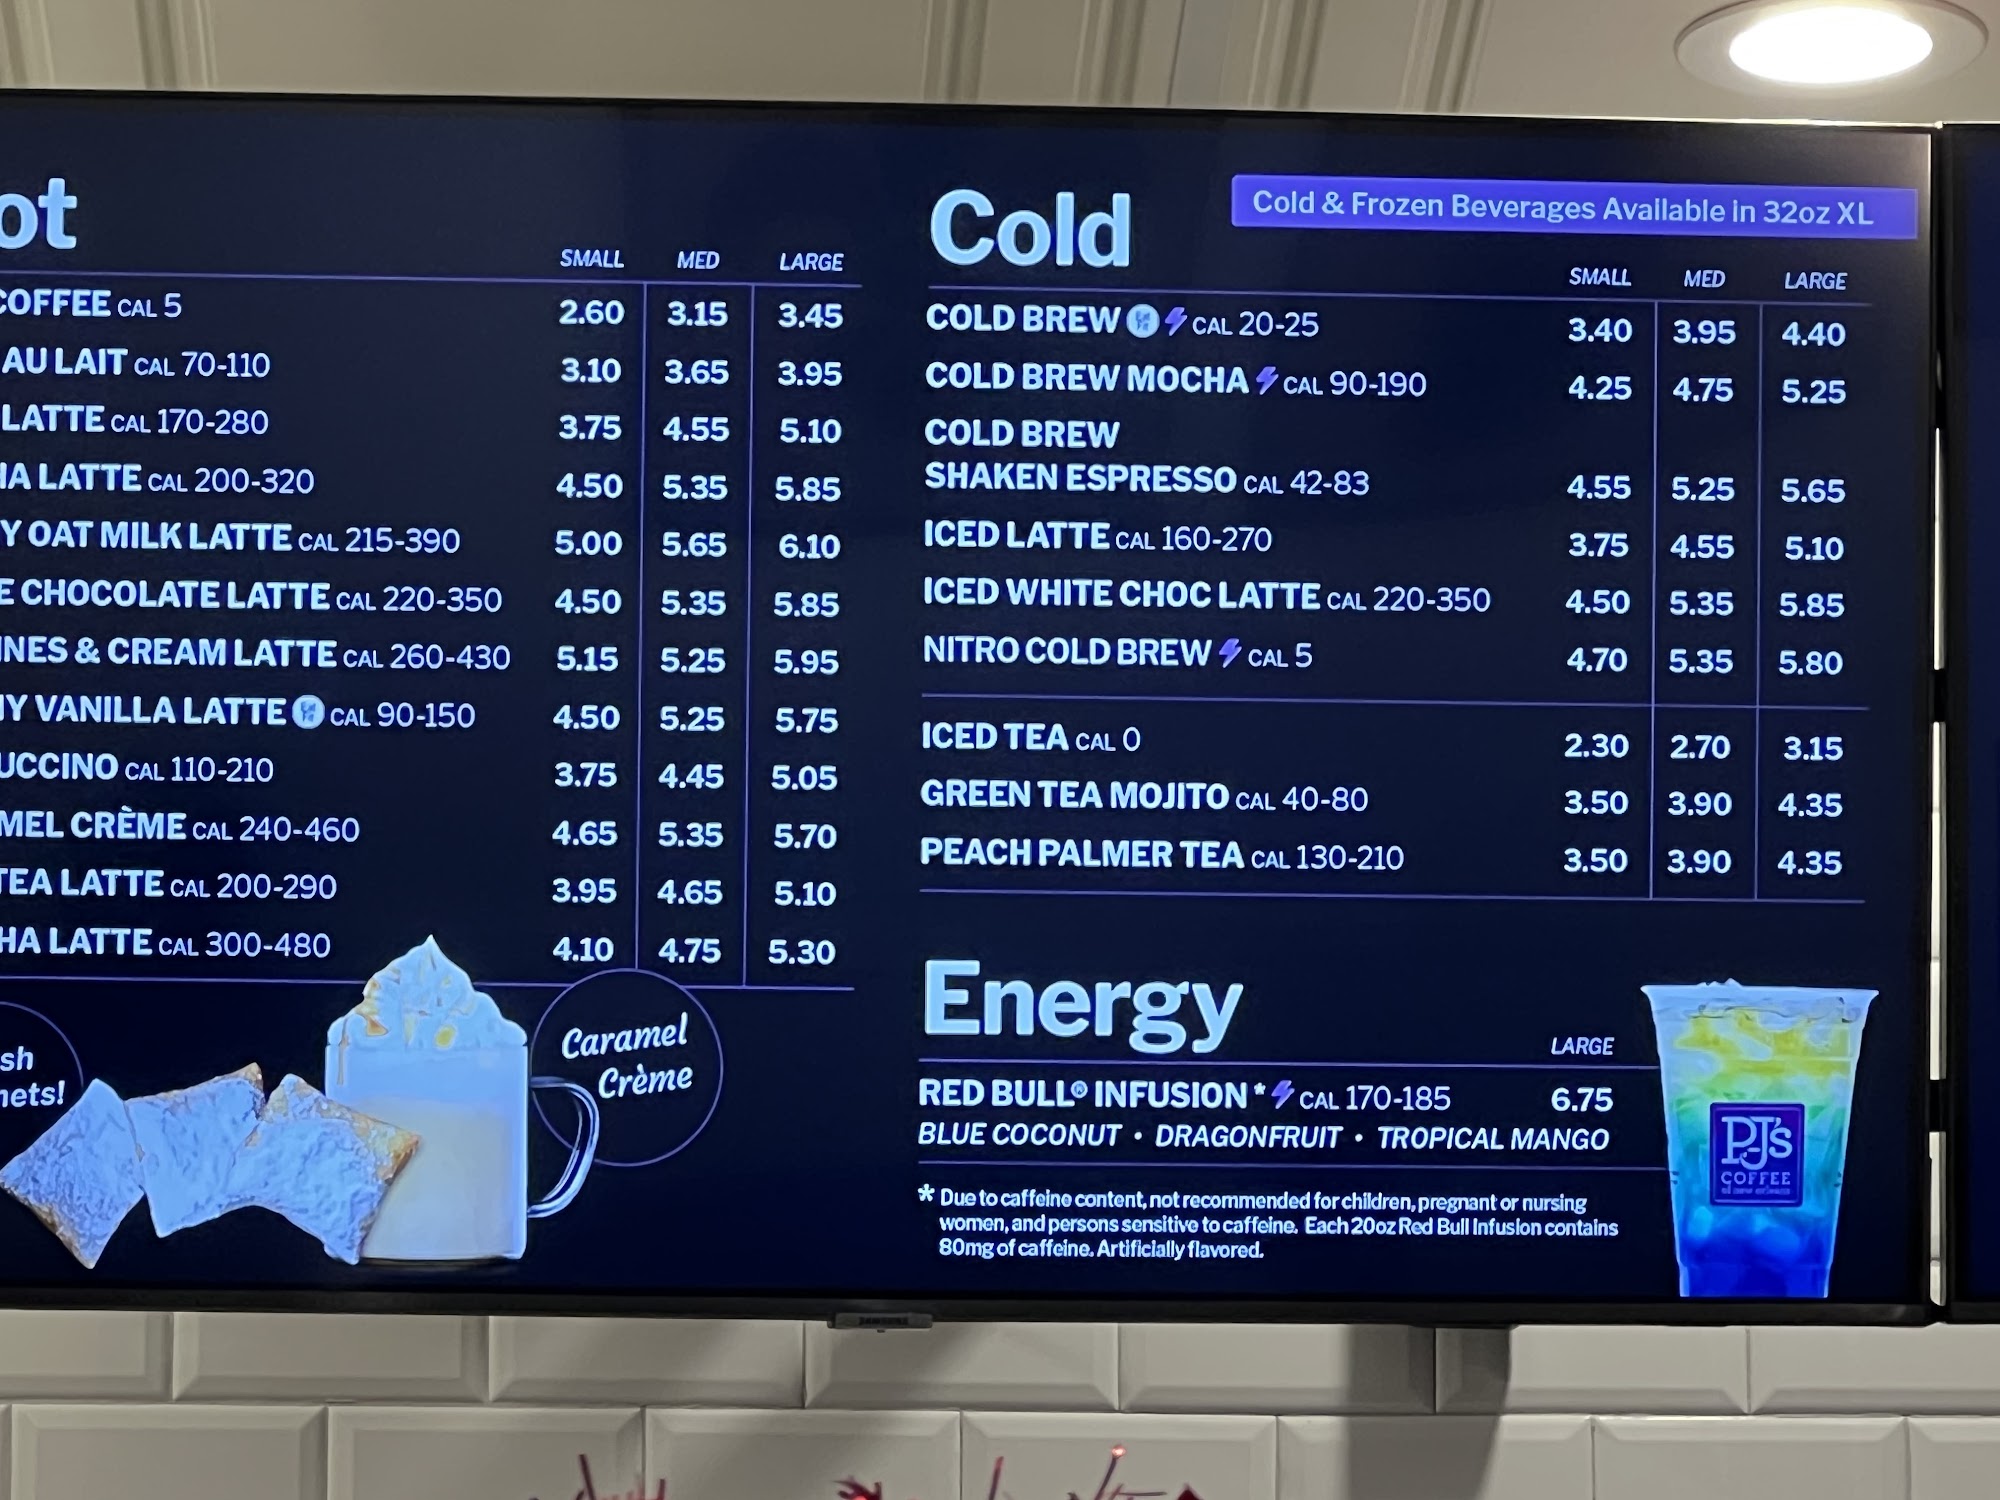 ot
SMALL MED LARGE
COFFEE CAL 5 2.60 3.15 3.45
AU LAIT CAL 70-110 3.10 3.65 3.95
LATTE CAL 170-280 3.75 4.55 5.10
HA LATTE CAL 200-320 4.50 5.35 5.85
Y OAT MILK LATTE CAL 215-390 5.00 5.65 6.10
E CHOCOLATE LATTE CAL 220-350 4.50 5.35 5.85
INES & CREAM LATTE CAL 260-430 5.15 5.25 5.95
NY VANILLA LATTE CAL 90-150 4.50 5.25 5.75
UCCINO CAL 110-210 3.75 4.45 5.05
MEL CRÈME CAL 240-460 4.65 5.35 5.70
TEA LATTE CAL 200-290 3.95 4.65 5.10
HA LATTE CAL 300-480 4.10 4.75 5.30
sh
nets!
Caramel
Crème
Cold
Cold & Frozen Beverages Available in 32oz XL
SMALL MED LARGE
COLD BREW CAL 20-25 3.40 3.95 4.40
COLD BREW MOCHA CAL 90-190 4.25 4.75 5.25
COLD BREW
SHAKEN ESPRESSO CAL 42-83 4.55 5.25 5.65
ICED LATTE CAL 160-270 3.75 4.55 5.10
ICED WHITE CHOC LATTE CAL 220-350 4.50 5.35 5.85
NITRO COLD BREW CAL 5 4.70 5.35 5.80
ICED TEA CAL 0 2.30 2.70 3.15
GREEN TEA MOJITO CAL 40-80 3.50 3.90 4.35
PEACH PALMER TEA CAL 130-210 3.50 3.90 4.35
Energy
LARGE
RED BULL® INFUSION* CAL 170-185 6.75
BLUE COCONUT • DRAGONFRUIT • TROPICAL MANGO
* Due to caffeine content, not recommended for children, pregnant or nursing
women, and persons sensitive to caffeine. Each 20oz Red Bull Infusion contains
80mg of caffeine. Artificially flavored.
PJ's
COFFEE
of new orleans
SAMSUNG